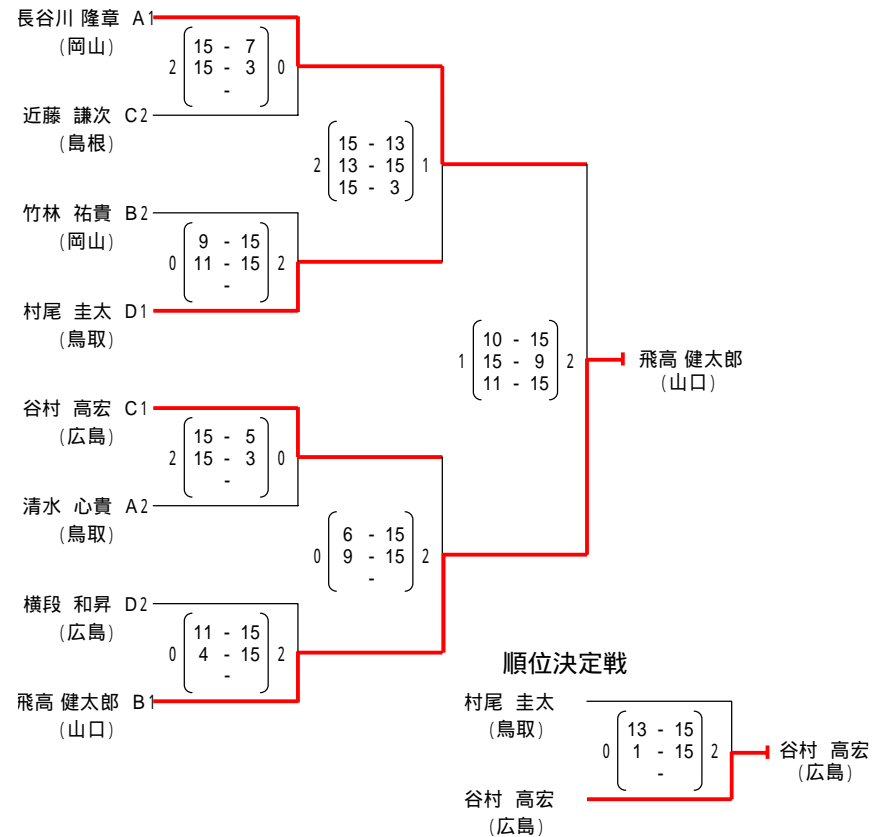 長谷川 隆章 A1
(岡山)
15 - 7
2 15 - 3 0
-
近藤 謙次 C2
(島根)
15 - 13
2 13 - 15 1
15 - 3
竹林 祐貴 B2
(岡山)
9 - 15
0 11 - 15 2
-
村尾 圭太 D1
(鳥取)
10 - 15
1 15 - 9 2
11 - 15
飛高 健太郎
(山口)
谷村 高宏 C1
(広島)
15 - 5
2 15 - 3 0
-
清水 心貴 A2
(鳥取)
6 - 15
0 9 - 15 2
-
横段 和昇 D2
(広島)
11 - 15
0 4 - 15 2
-
飛高 健太郎 B1
(山口)
順位決定戦
村尾 圭太
(鳥取)
13 - 15
0 1 - 15 2
-
谷村 高宏
(広島)
谷村 高宏
(広島)